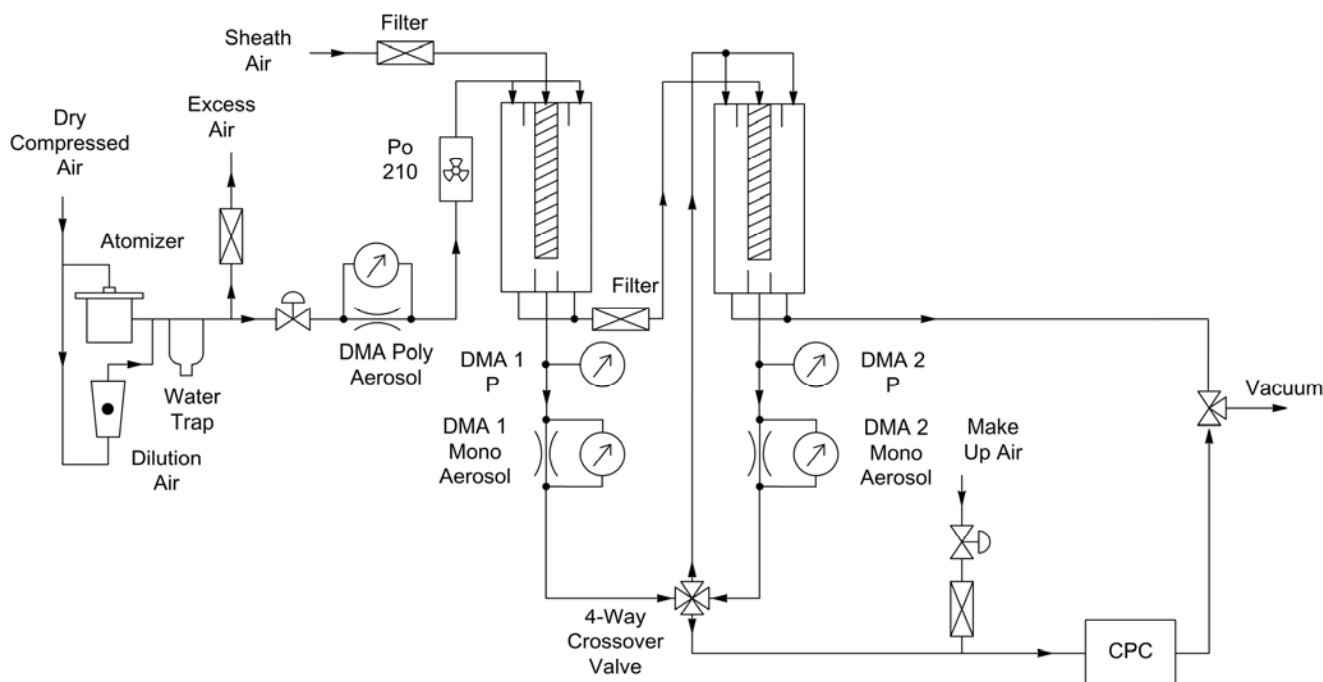 Filter
Sheath
Air
Excess
Air
Dry
Compressed
Air
Po
210
Atomizer
Filter
DMA Poly
Aerosol
DMA 1
P
DMA 2
P
Vacuum
Water
Trap
DMA 1
Mono
Aerosol
DMA 2
Mono
Aerosol
Make
Up Air
Dilution
Air
4-Way
Crossover
Valve
CPC